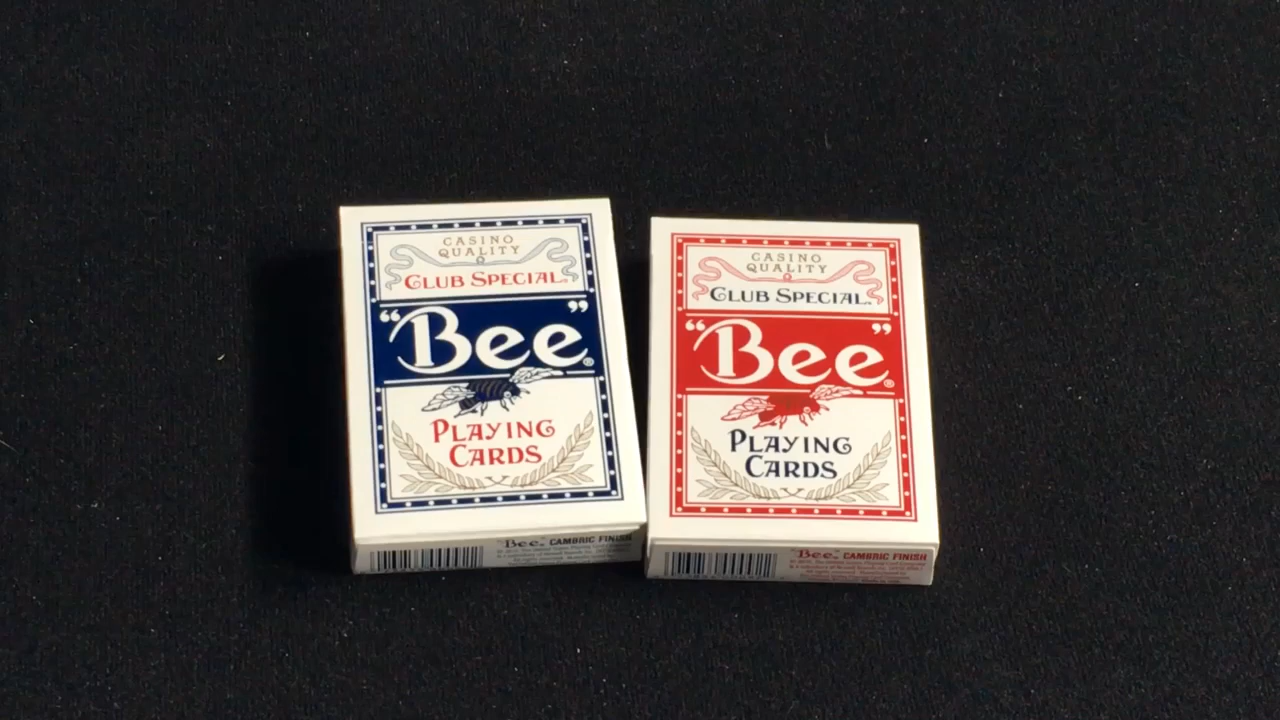 CASINO
QUALITY
CLUB SPECIAL
"Bee"®
PLAYING
CARDS
Bee. CAMBRIC FINISH
CASINO
QUALITY
CLUB SPECIAL
"Bee"®
PLAYING
CARDS
Bee. CAMBRIC FINISH